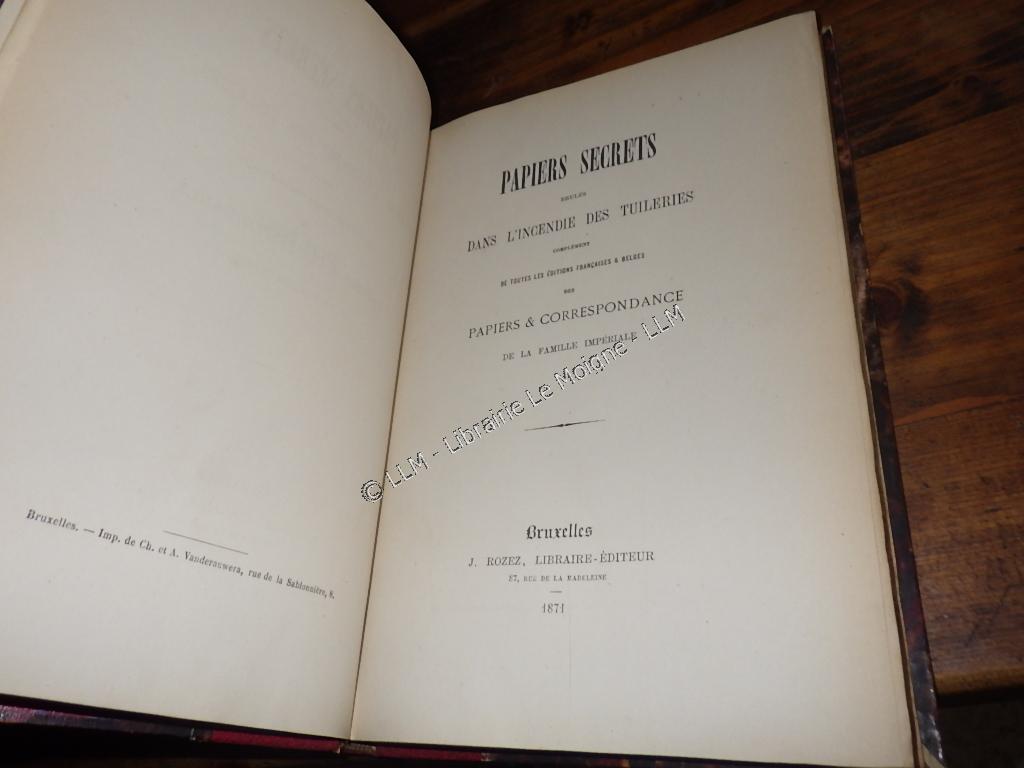 Bruxelles. — Imp. de Ch. et A. Vanderauwera, rue de la Sablonnière, 8.
PAPIERS SECRETS
BRULÉS
DANS L'INCENDIE DES TUILERIES
COMPLÉMENT
DE TOUTES LES ÉDITIONS FRANÇAISES & BELGES
DES
PAPIERS & CORRESPONDANCE
DE LA FAMILLE IMPÉRIALE
© LLM - Librairie Le Moigne - LLM
Bruxelles
J. ROZEZ, LIBRAIRE-ÉDITEUR
87, RUE DE LA MADELEINE
1871